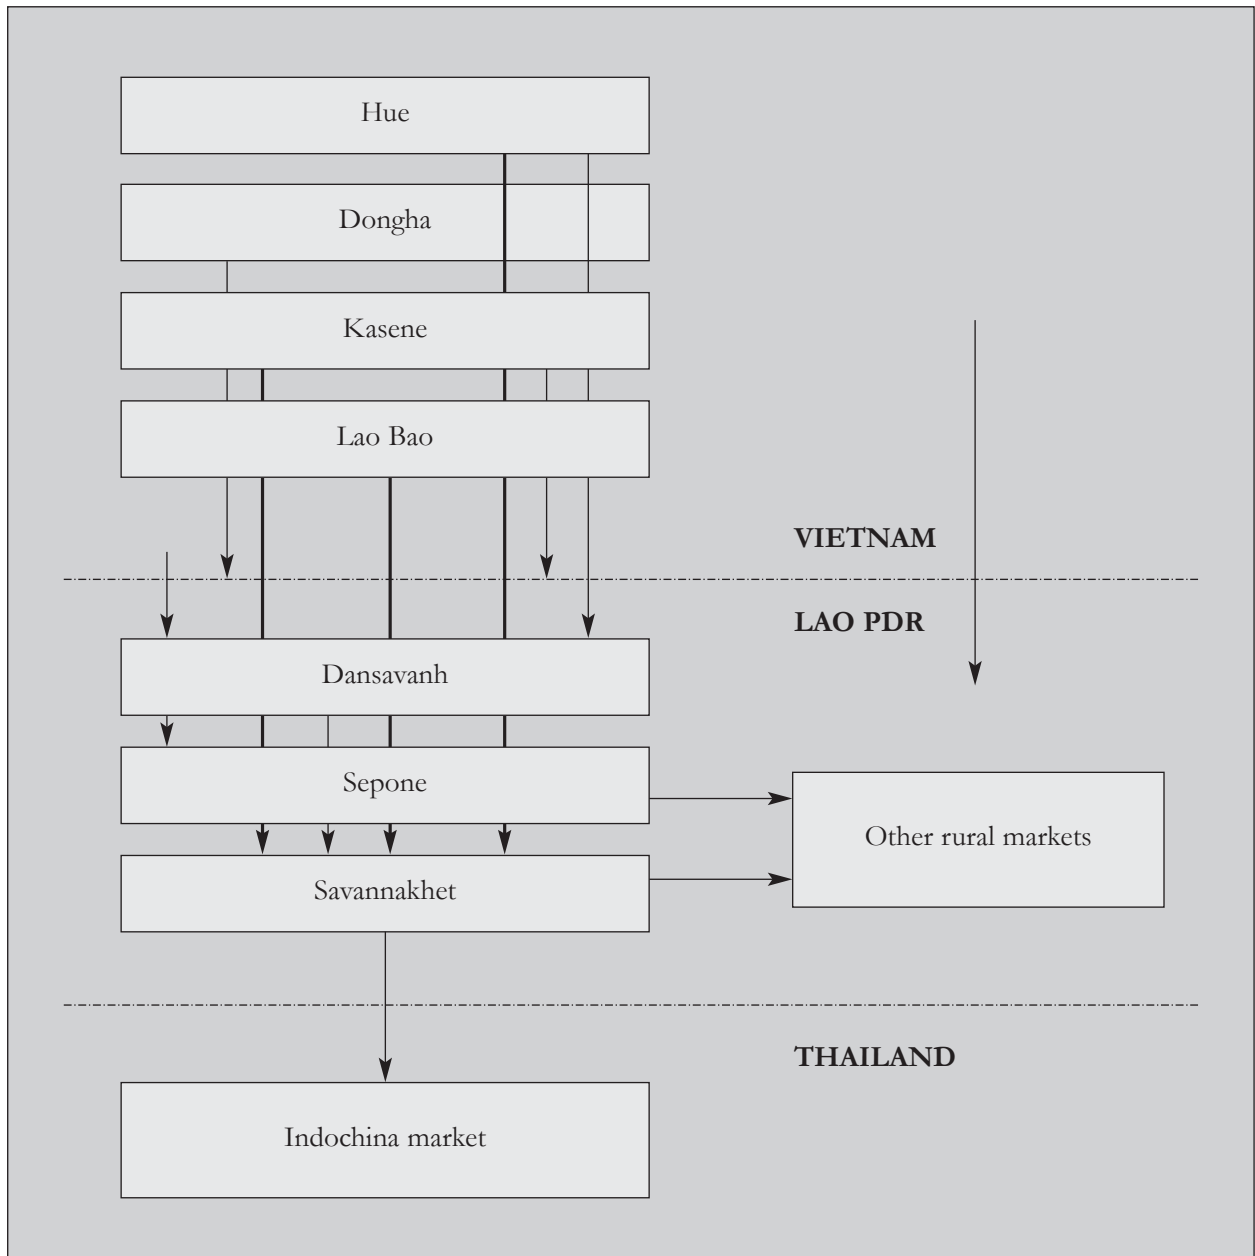 Hue
Dongha
Kasene
Lao Bao
VIETNAM
LAO PDR
Dansavanh
Sepone
Other rural markets
Savannakhet
THAILAND
Indochina market